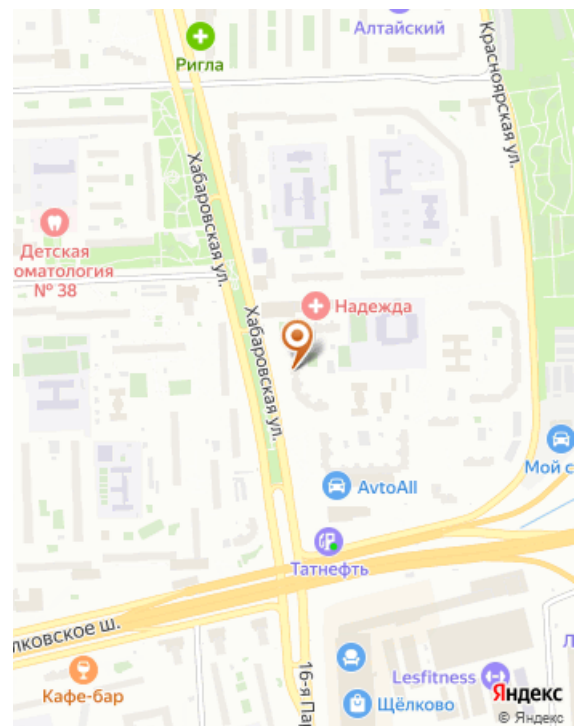 Алтайский
Ригла
Красноярская ул.
Хабаровская ул.
Детская
томатология
№ 38
Надежда
Хабаровская ул.
AvtoAll
Мой с
Татнефть
лковское ш.
16-я Па
Кафе-бар
Lesfitness
Щёлково
Л
Яндекс
© Яндекс